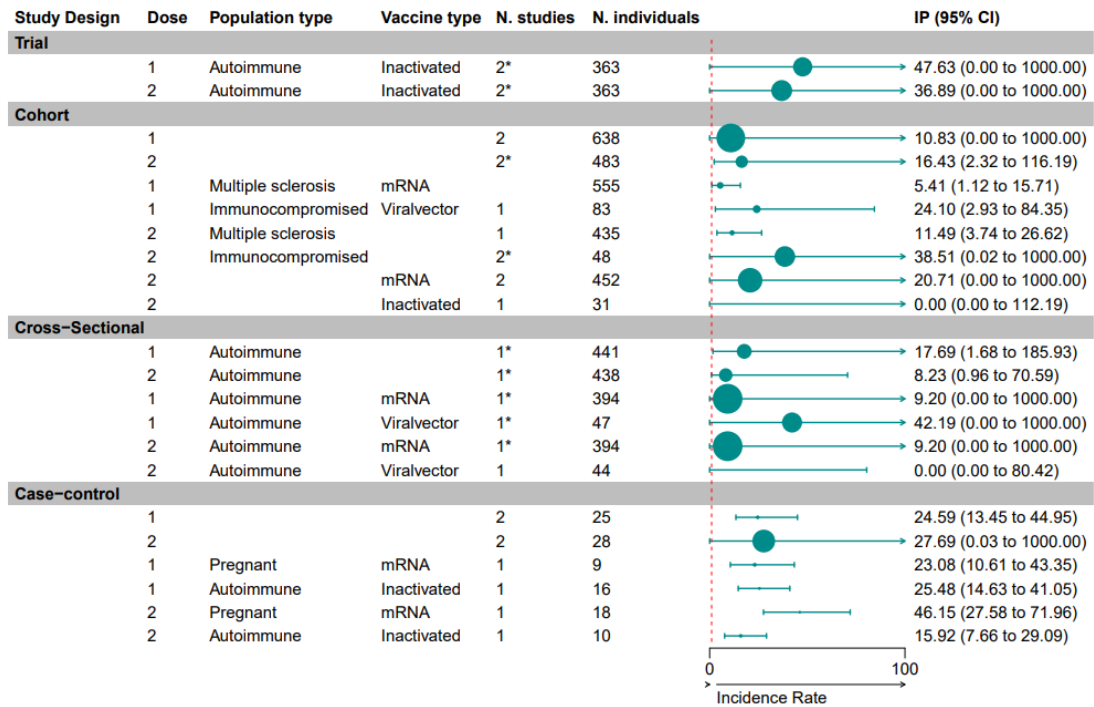 Study Design Dose Population type Vaccine type N. studies N. individuals IP (95% CI)
Trial
1 Autoimmune Inactivated 2* 363 47.63 (0.00 to 1000.00)
2 Autoimmune Inactivated 2* 363 36.89 (0.00 to 1000.00)
Cohort
1 2 638 10.83 (0.00 to 1000.00)
2 2* 483 16.43 (2.32 to 116.19)
1 Multiple sclerosis mRNA 555 5.41 (1.12 to 15.71)
1 Immunocompromised Viralvector 1 83 24.10 (2.93 to 84.35)
2 Multiple sclerosis 1 435 11.49 (3.74 to 26.62)
2 Immunocompromised 2* 48 38.51 (0.02 to 1000.00)
2 mRNA 2 452 20.71 (0.00 to 1000.00)
2 Inactivated 1 31 0.00 (0.00 to 112.19)
Cross−Sectional
1 Autoimmune 1* 441 17.69 (1.68 to 185.93)
2 Autoimmune 1* 438 8.23 (0.96 to 70.59)
1 Autoimmune mRNA 1* 394 9.20 (0.00 to 1000.00)
1 Autoimmune Viralvector 1* 47 42.19 (0.00 to 1000.00)
2 Autoimmune mRNA 1* 394 9.20 (0.00 to 1000.00)
2 Autoimmune Viralvector 1 44 0.00 (0.00 to 80.42)
Case−control
1 2 25 24.59 (13.45 to 44.95)
2 2 28 27.69 (0.03 to 1000.00)
1 Pregnant mRNA 1 9 23.08 (10.61 to 43.35)
1 Autoimmune Inactivated 1 16 25.48 (14.63 to 41.05)
2 Pregnant mRNA 1 18 46.15 (27.58 to 71.96)
2 Autoimmune Inactivated 1 10 15.92 (7.66 to 29.09)
0 100
Incidence Rate